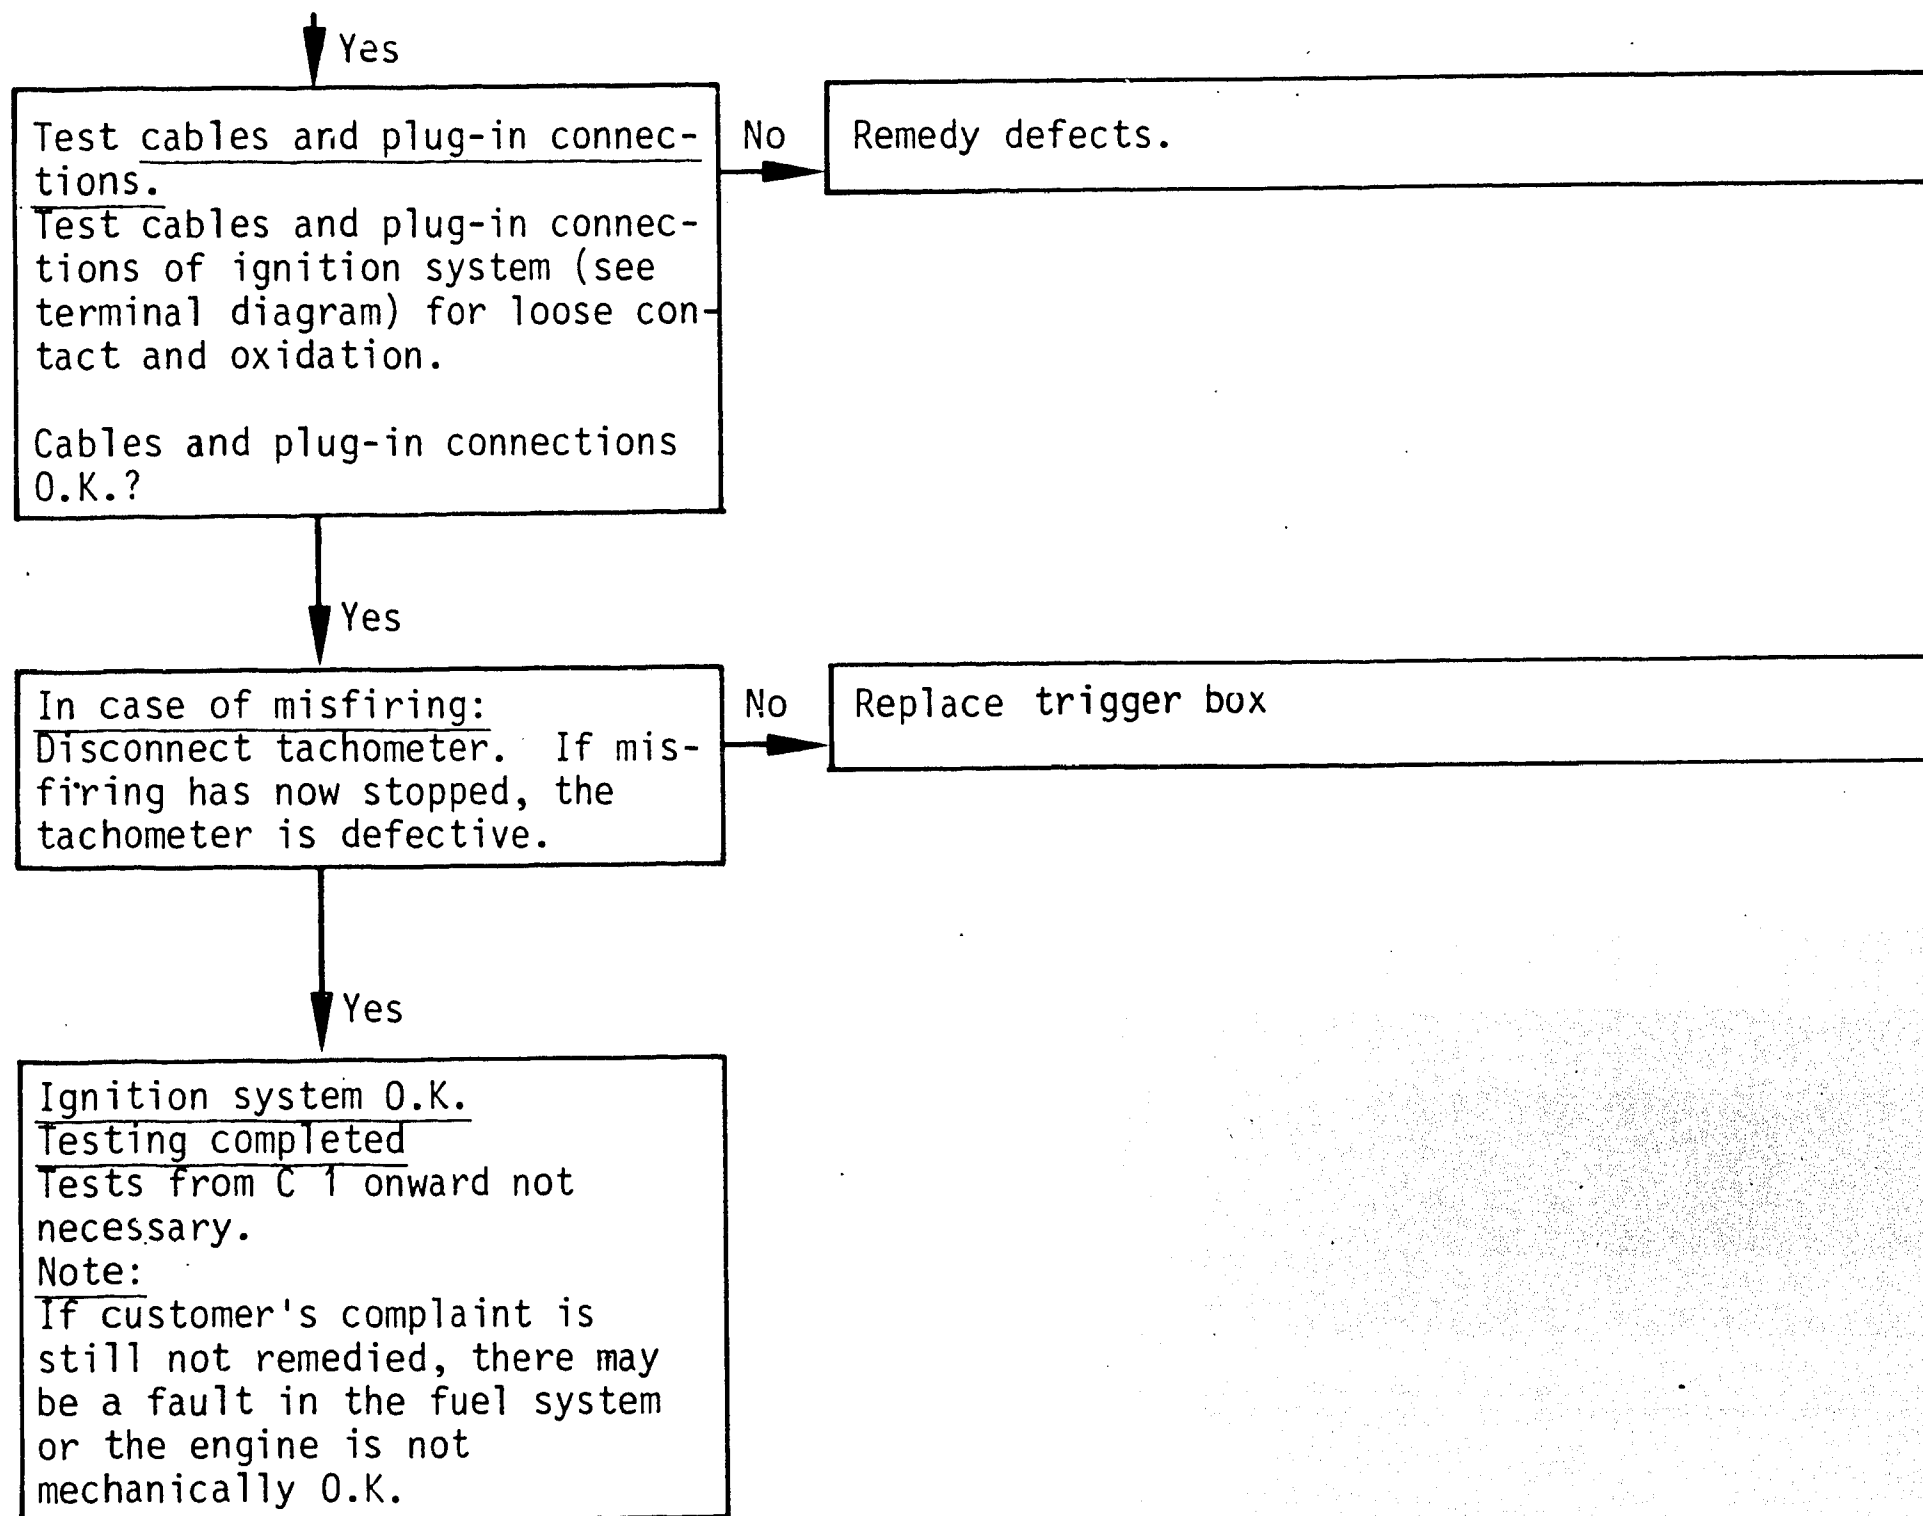 Yes
Test cables and plug-in connec-
tions.
Test cables and plug-in connec-
tions of ignition system (see
terminal diagram) for loose con-
tact and oxidation.
Cables and plug-in connections
O.K.?
No
Remedy defects.
Yes
In case of misfiring:
Disconnect tachometer. If mis-
firing has now stopped, the
tachometer is defective.
No
Replace trigger box
Yes
Ignition system O.K.
Testing completed
Tests from C 1 onward not
necessary.
Note:
If customer's complaint is
still not remedied, there may
be a fault in the fuel system
or the engine is not
mechanically O.K.